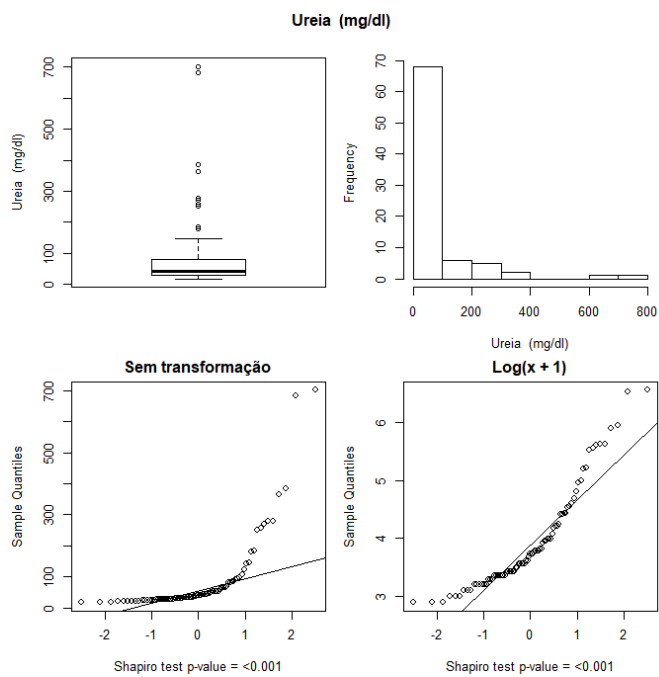 Ureia (mg/dl)
Ureia (mg/dl)
0 100 300 500 700
Frequency
0 10 20 30 40 50 60 70
0 200 400 600 800
Ureia (mg/dl)
Sem transformação
Sample Quantiles
0 100 300 500 700
-2 -1 0 1 2
Shapiro test p-value = <0.001
Log(x + 1)
Sample Quantiles
3 4 5 6
-2 -1 0 1 2
Shapiro test p-value = <0.001